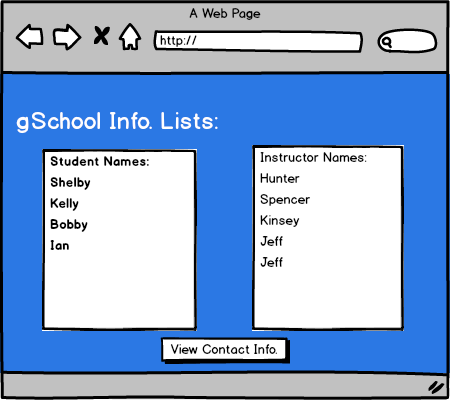 A Web Page
http://
gSchool Info. Lists:
Student Names:
Shelby
Kelly
Bobby
Ian
Instructor Names:
Hunter
Spencer
Kinsey
Jeff
Jeff
View Contact Info.